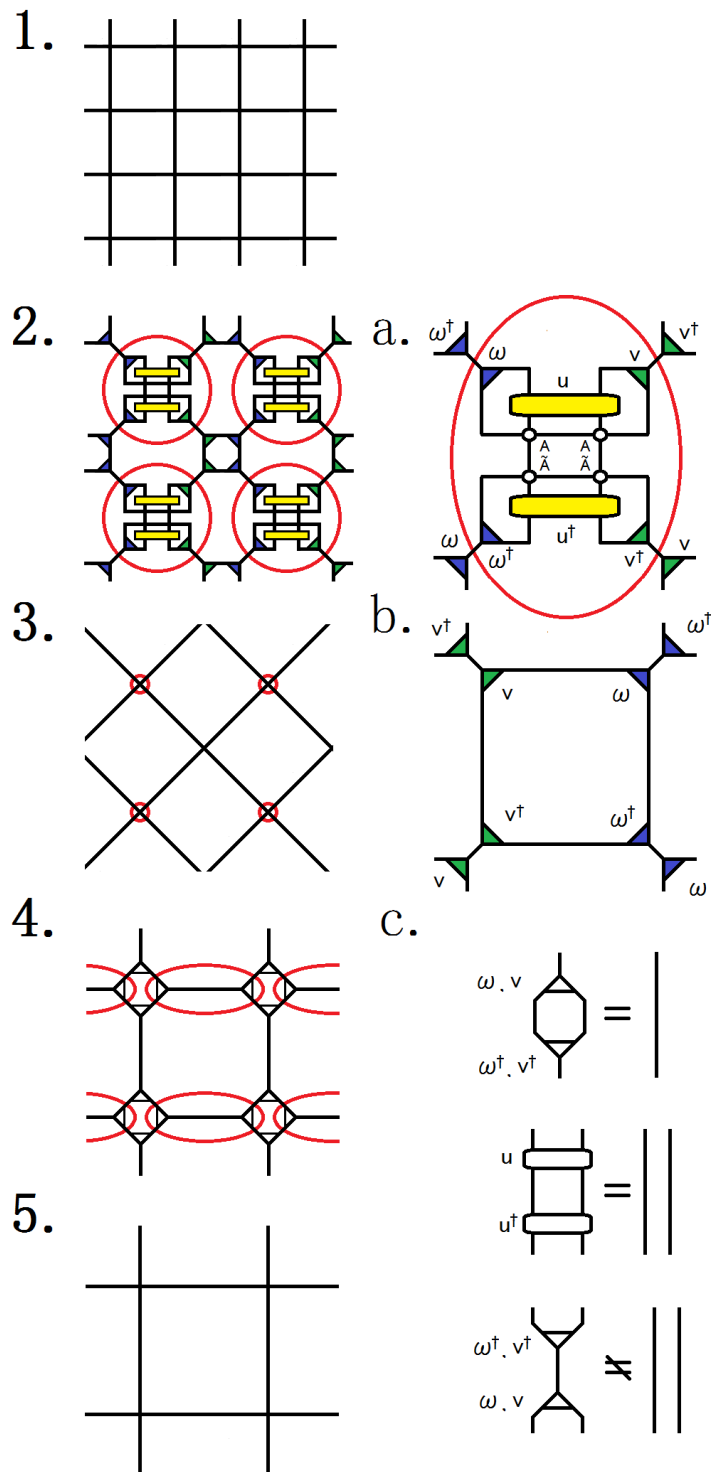 1.
2.
a.
ω† ω u v v†
A A
Ã Ã
ω ω† u† v† v
3.
b.
v† ω†
v ω
v† ω†
v ω
4.
c.
ω, v
=
ω†, v†
u
=
u†
5.
ω†, v†
≠
ω, v